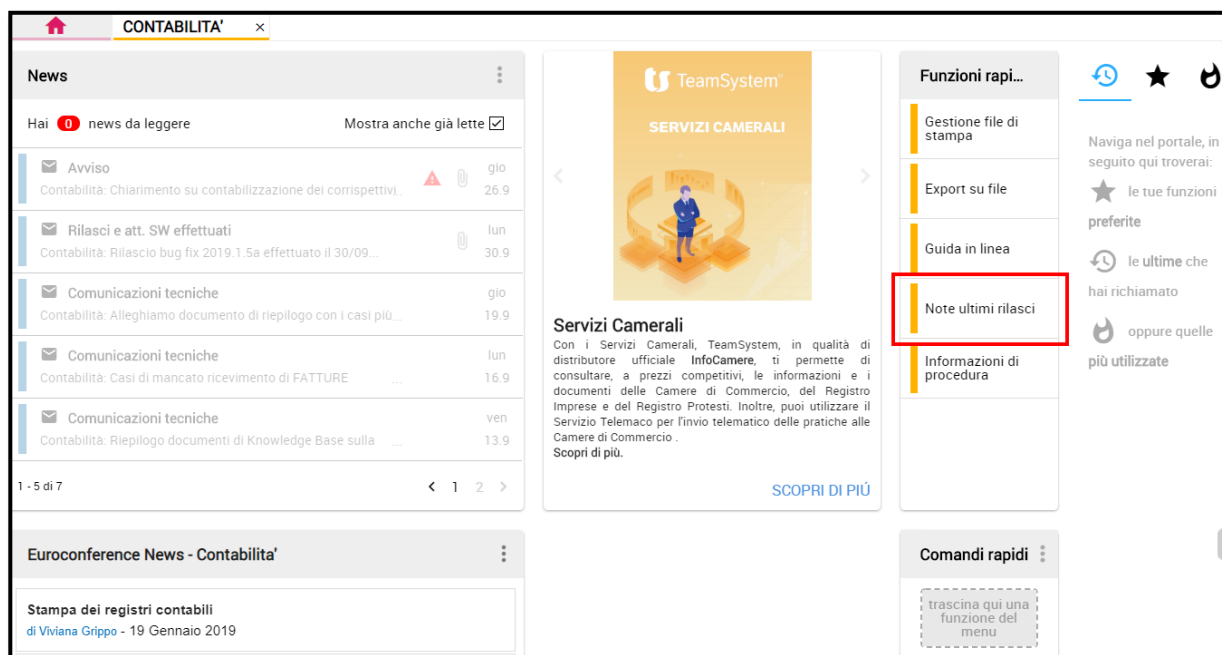 CONTABILITA' ×
News
Hai 0 news da leggere Mostra anche già lette
Avviso gio
Contabilità: Chiarimento su contabilizzazione dei corrispettivi.. 26.9
Rilasci e att. SW effettuati lun
Contabilità: Rilascio bug fix 2019.1.5a effettuato il 30/09... 30.9
Comunicazioni tecniche gio
Contabilità: Alleghiamo documento di riepilogo con i casi più... 19.9
Comunicazioni tecniche lun
Contabilità: Casi di mancato ricevimento di FATTURE ... 16.9
Comunicazioni tecniche ven
Contabilità: Riepilogo documenti di Knowledge Base sulla ... 13.9
1 - 5 di 7 < 1 2 >
TeamSystem®
SERVIZI CAMERALI
Servizi Camerali
Con i Servizi Camerali, TeamSystem, in qualità di
distributore ufficiale InfoCamere, ti permette di
consultare, a prezzi competitivi, le informazioni e i
documenti delle Camere di Commercio, del Registro
Imprese e del Registro Protesti. Inoltre, puoi utilizzare il
Servizio Telemaco per l'invio telematico delle pratiche alle
Camere di Commercio .
Scopri di più.
SCOPRI DI PIÚ
Funzioni rapi...
Gestione file di
stampa
Export su file
Guida in linea
Note ultimi rilasci
Informazioni di
procedura
Naviga nel portale, in
seguito qui troverai:
le tue funzioni
preferite
le ultime che
hai richiamato
oppure quelle
più utilizzate
Euroconference News - Contabilita'
Stampa dei registri contabili
di Viviana Grippo - 19 Gennaio 2019
Comandi rapidi
trascina qui una
funzione del
menu